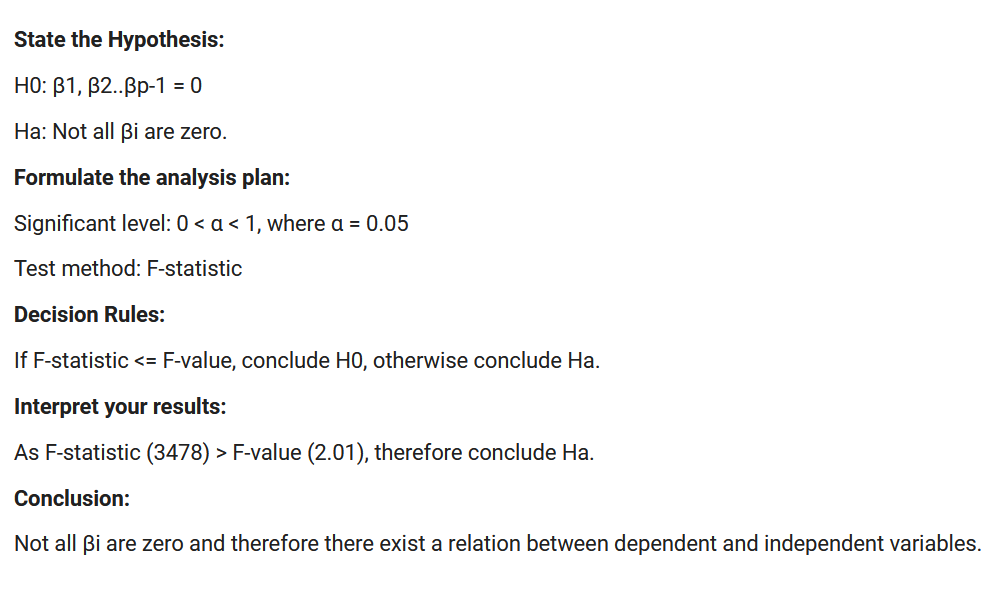 State the Hypothesis:
H0: β1, β2..βp-1 = 0
Ha: Not all βi are zero.
Formulate the analysis plan:
Significant level: 0 < α < 1, where α = 0.05
Test method: F-statistic
Decision Rules:
If F-statistic <= F-value, conclude H0, otherwise conclude Ha.
Interpret your results:
As F-statistic (3478) > F-value (2.01), therefore conclude Ha.
Conclusion:
Not all βi are zero and therefore there exist a relation between dependent and independent variables.